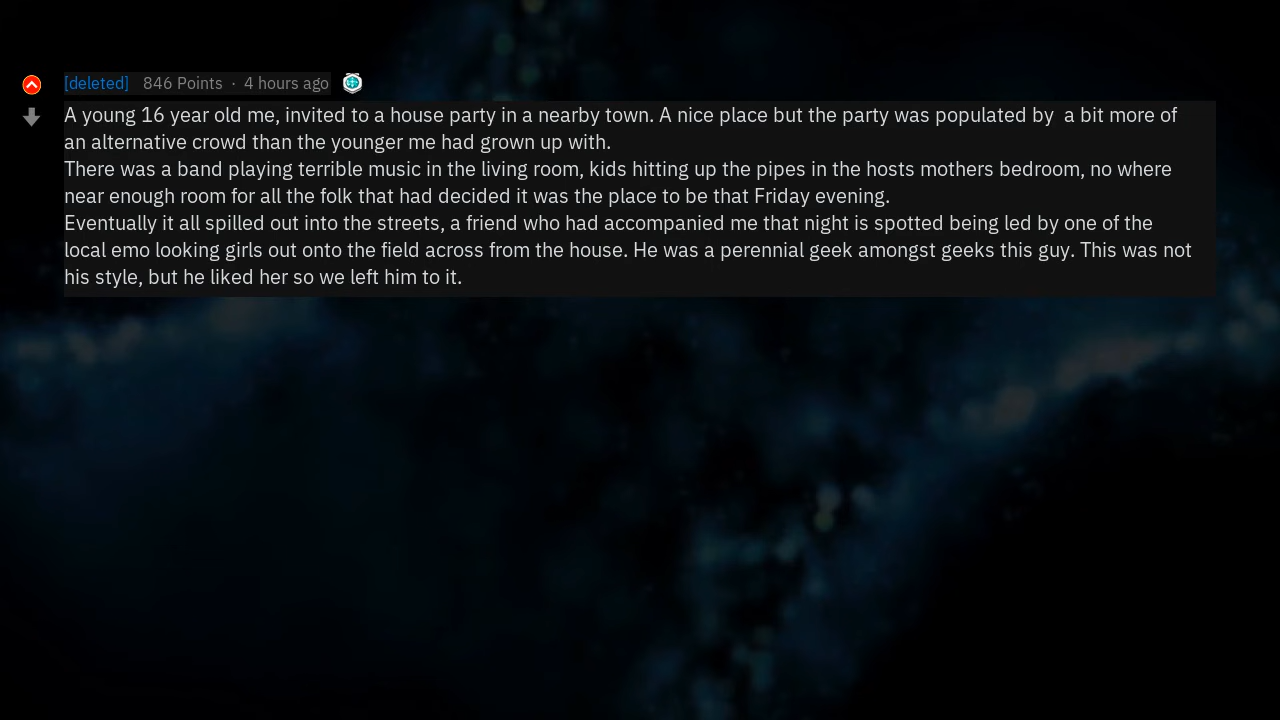 [deleted] 846 Points · 4 hours ago
A young 16 year old me, invited to a house party in a nearby town. A nice place but the party was populated by  a bit more of
an alternative crowd than the younger me had grown up with.
There was a band playing terrible music in the living room, kids hitting up the pipes in the hosts mothers bedroom, no where
near enough room for all the folk that had decided it was the place to be that Friday evening.
Eventually it all spilled out into the streets, a friend who had accompanied me that night is spotted being led by one of the
local emo looking girls out onto the field across from the house. He was a perennial geek amongst geeks this guy. This was not
his style, but he liked her so we left him to it.